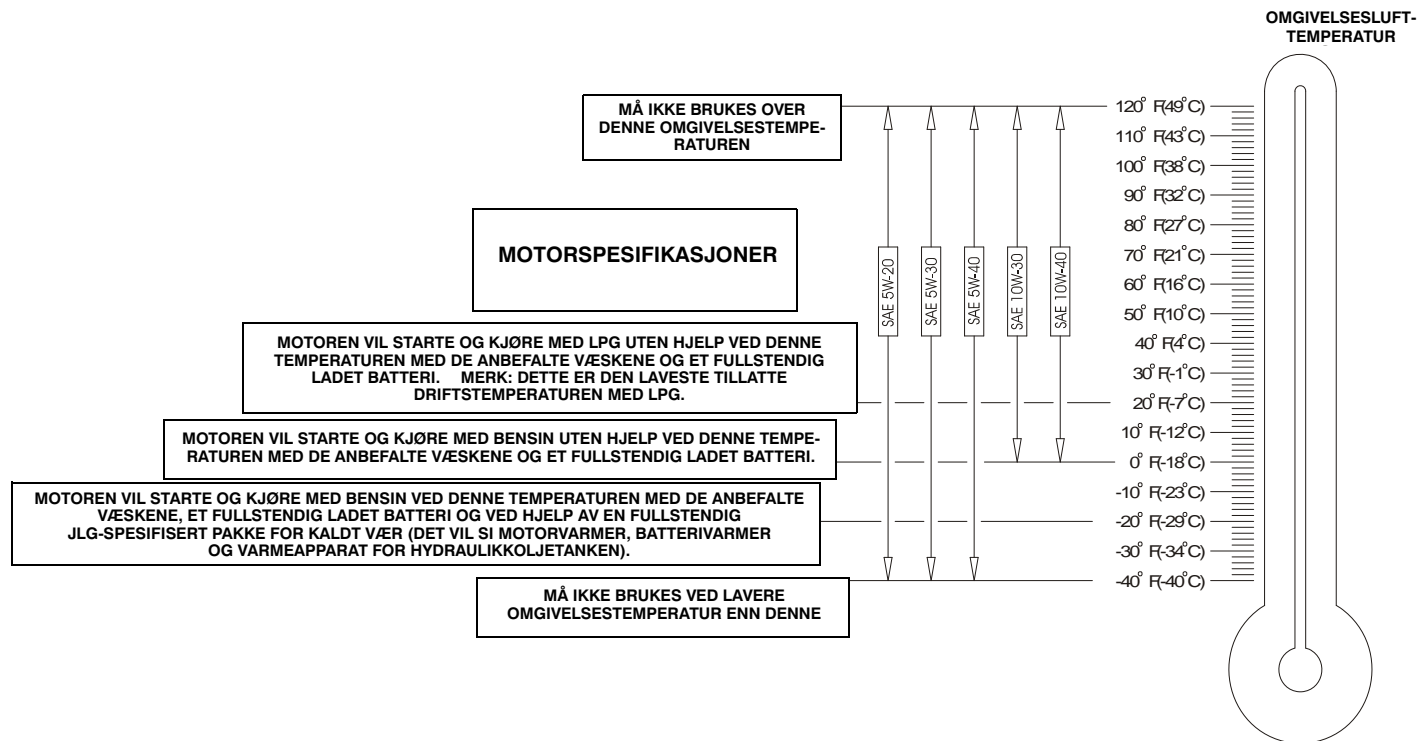 OMGIVELSESLUFT-
TEMPERATUR
MÅ IKKE BRUKES OVER
DENNE OMGIVELSESTEMPE-
RATUREN
MOTORSPESIFIKASJONER
MOTOREN VIL STARTE OG KJØRE MED LPG UTEN HJELP VED DENNE
TEMPERATUREN MED DE ANBEFALTE VÆSKENE OG ET FULLSTENDIG
LADET BATTERI. MERK: DETTE ER DEN LAVESTE TILLATTE
DRIFTSTEMPERATUREN MED LPG.
MOTOREN VIL STARTE OG KJØRE MED BENSIN UTEN HJELP VED DENNE TEMPE-
RATUREN MED DE ANBEFALTE VÆSKENE OG ET FULLSTENDIG LADET BATTERI.
MOTOREN VIL STARTE OG KJØRE MED BENSIN VED DENNE TEMPERATUREN MED DE ANBEFALTE
VÆSKENE, ET FULLSTENDIG LADET BATTERI OG VED HJELP AV EN FULLSTENDIG
JLG-SPESIFISERT PAKKE FOR KALDT VÆR (DET VIL SI MOTORVARMER, BATTERIVARMER
OG VARMEAPPARAT FOR HYDRAULIKKOLJETANKEN).
MÅ IKKE BRUKES VED LAVERE
OMGIVELSESTEMPERATUR ENN DENNE
SAE 5W-20
SAE 5W-30
SAE 5W-40
SAE 10W-30
SAE 10W-40
120° F(49°C)
110° F(43°C)
100° F(38°C)
90° F(32°C)
80° F(27°C)
70° F(21°C)
60° F(16°C)
50° F(10°C)
40° F(4°C)
30° F(-1°C)
20° F(-7°C)
10° F(-12°C)
0° F(-18°C)
-10° F(-23°C)
-20° F(-29°C)
-30° F(-34°C)
-40° F(-40°C)